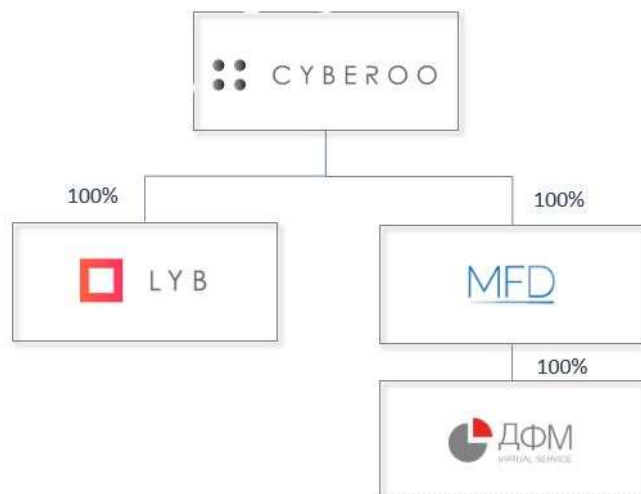 CYBEROO
100%
100%
LYB
MFD
100%
ДФМ
VIRTUAL SERVICE